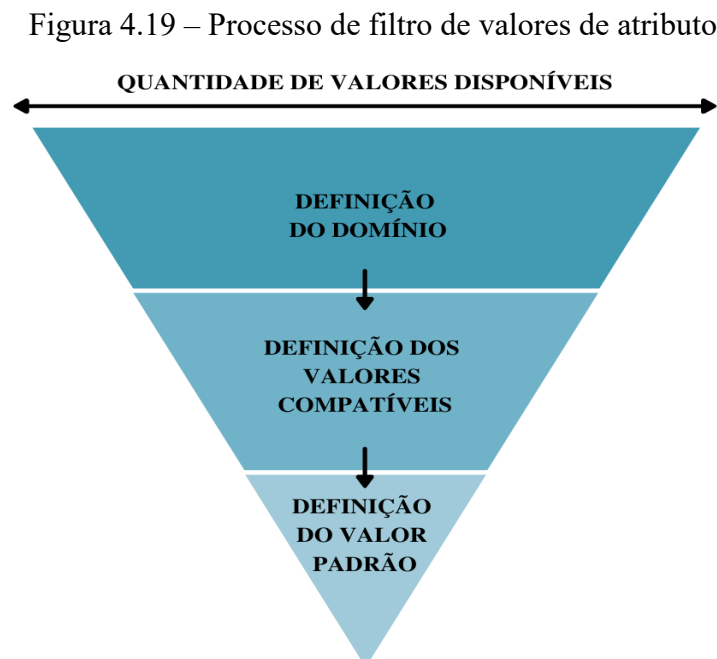 Figura 4.19 – Processo de filtro de valores de atributo
QUANTIDADE DE VALORES DISPONÍVEIS
DEFINIÇÃO
DO DOMÍNIO
DEFINIÇÃO DOS
VALORES
COMPATÍVEIS
DEFINIÇÃO
DO VALOR
PADRÃO